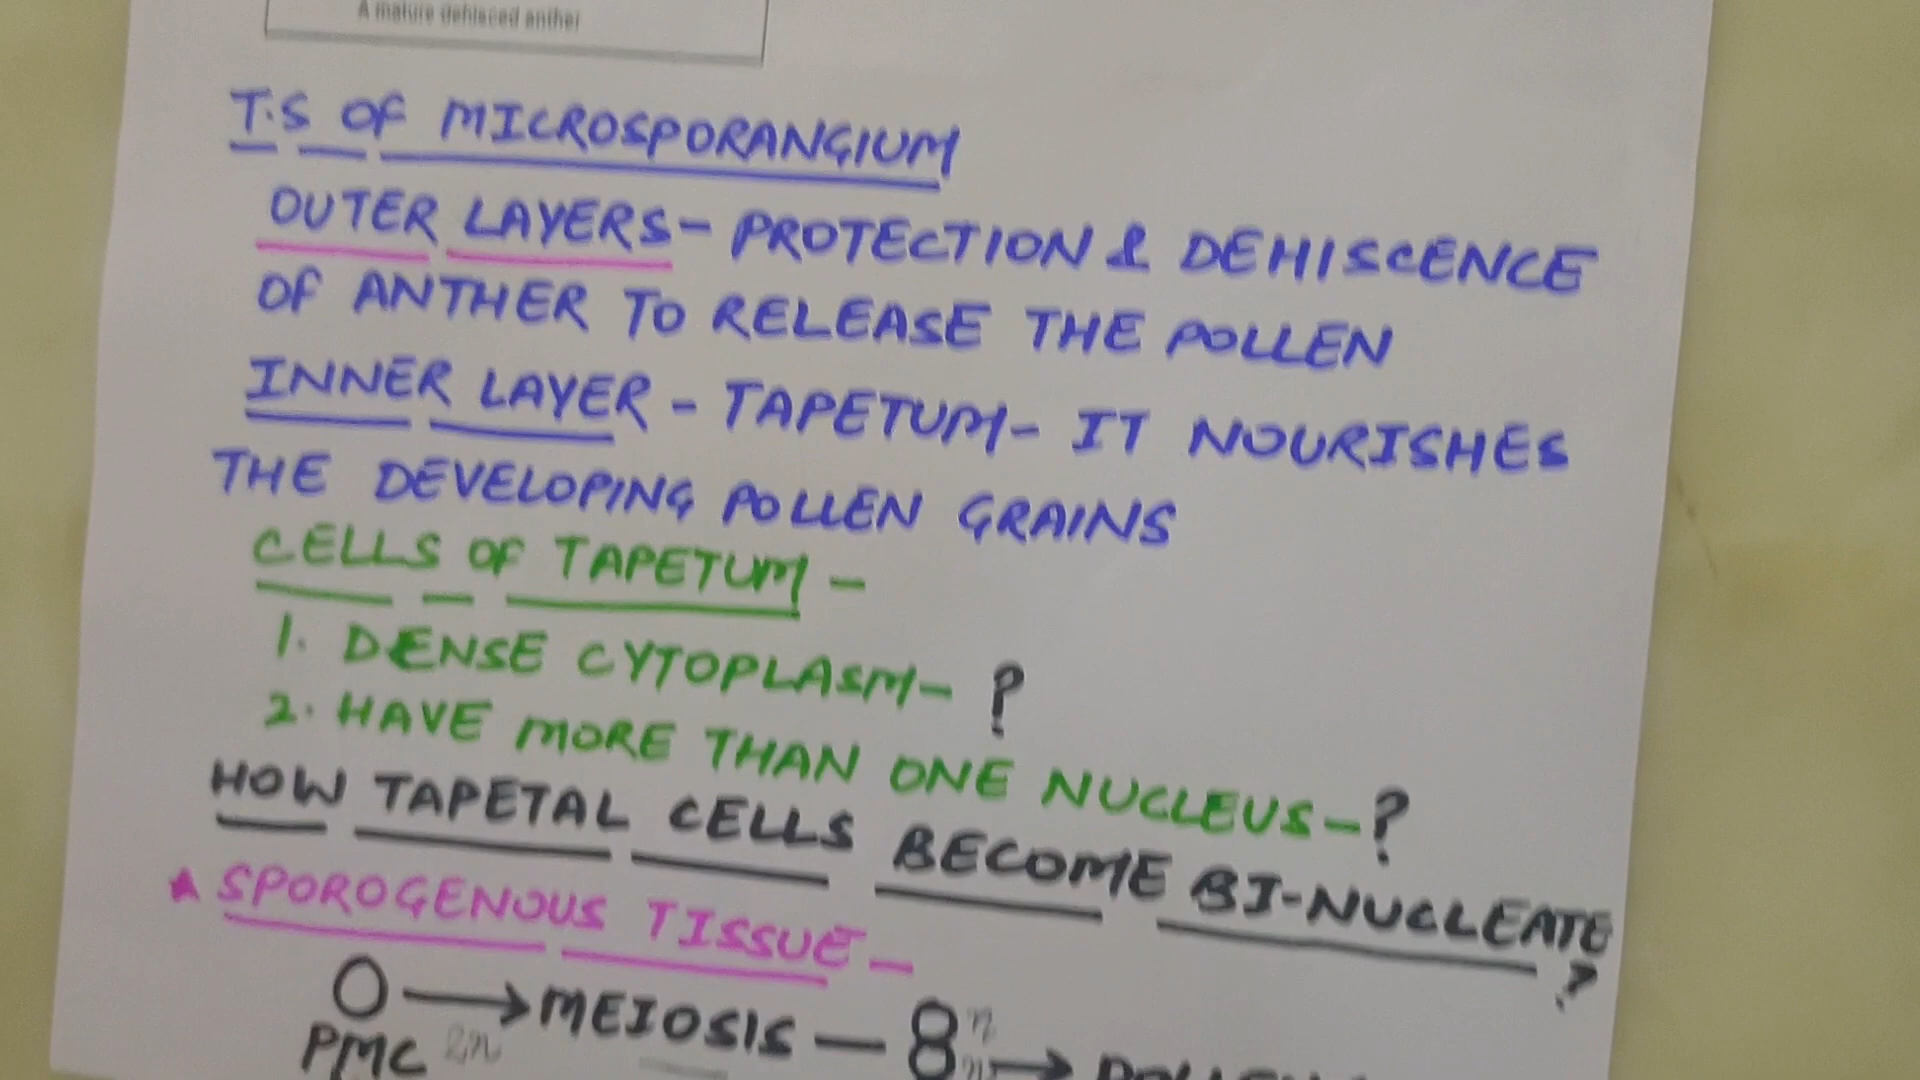 A mature dehisced anther
T.S OF MICROSPORANGIUM
OUTER LAYERS- PROTECTION & DEHISCENCE
OF ANTHER TO RELEASE THE POLLEN
INNER LAYER - TAPETUM- IT NOURISHES
THE DEVELOPING POLLEN GRAINS
CELLS OF TAPETUM -
1. DENSE CYTOPLASM- ?
2. HAVE MORE THAN ONE NUCLEUS-?
HOW TAPETAL CELLS BECOME BI-NUCLEATE ?
SPOROGENOUS TISSUE -
→ MEIOSIS — n
PMC 2n n →